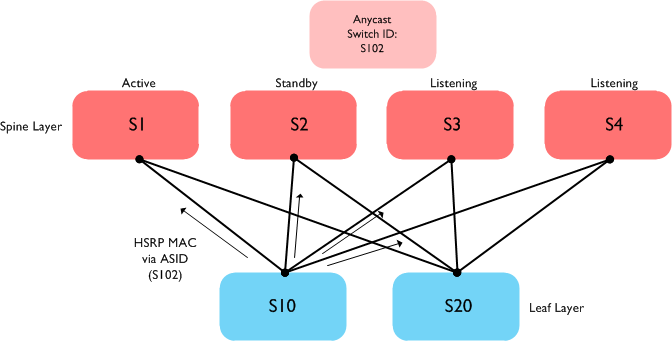 Anycast
Switch ID:
S102
Active
Standby
Listening
Listening
Spine Layer
S1
S2
S3
S4
HSRP MAC
via ASID
(S102)
S10
S20
Leaf Layer